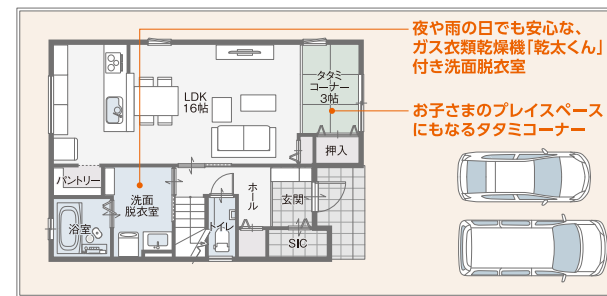 夜や雨の日でも安心な、
ガス衣類乾燥機「乾太くん」
付き洗面脱衣室
お子さまのプレイスペース
にもなるタタミコーナー
LDK
16帖
タタミ
コーナー
3帖
押入
パントリー
洗面
脱衣室
浴室
トイレ
ホール
玄関
SIC